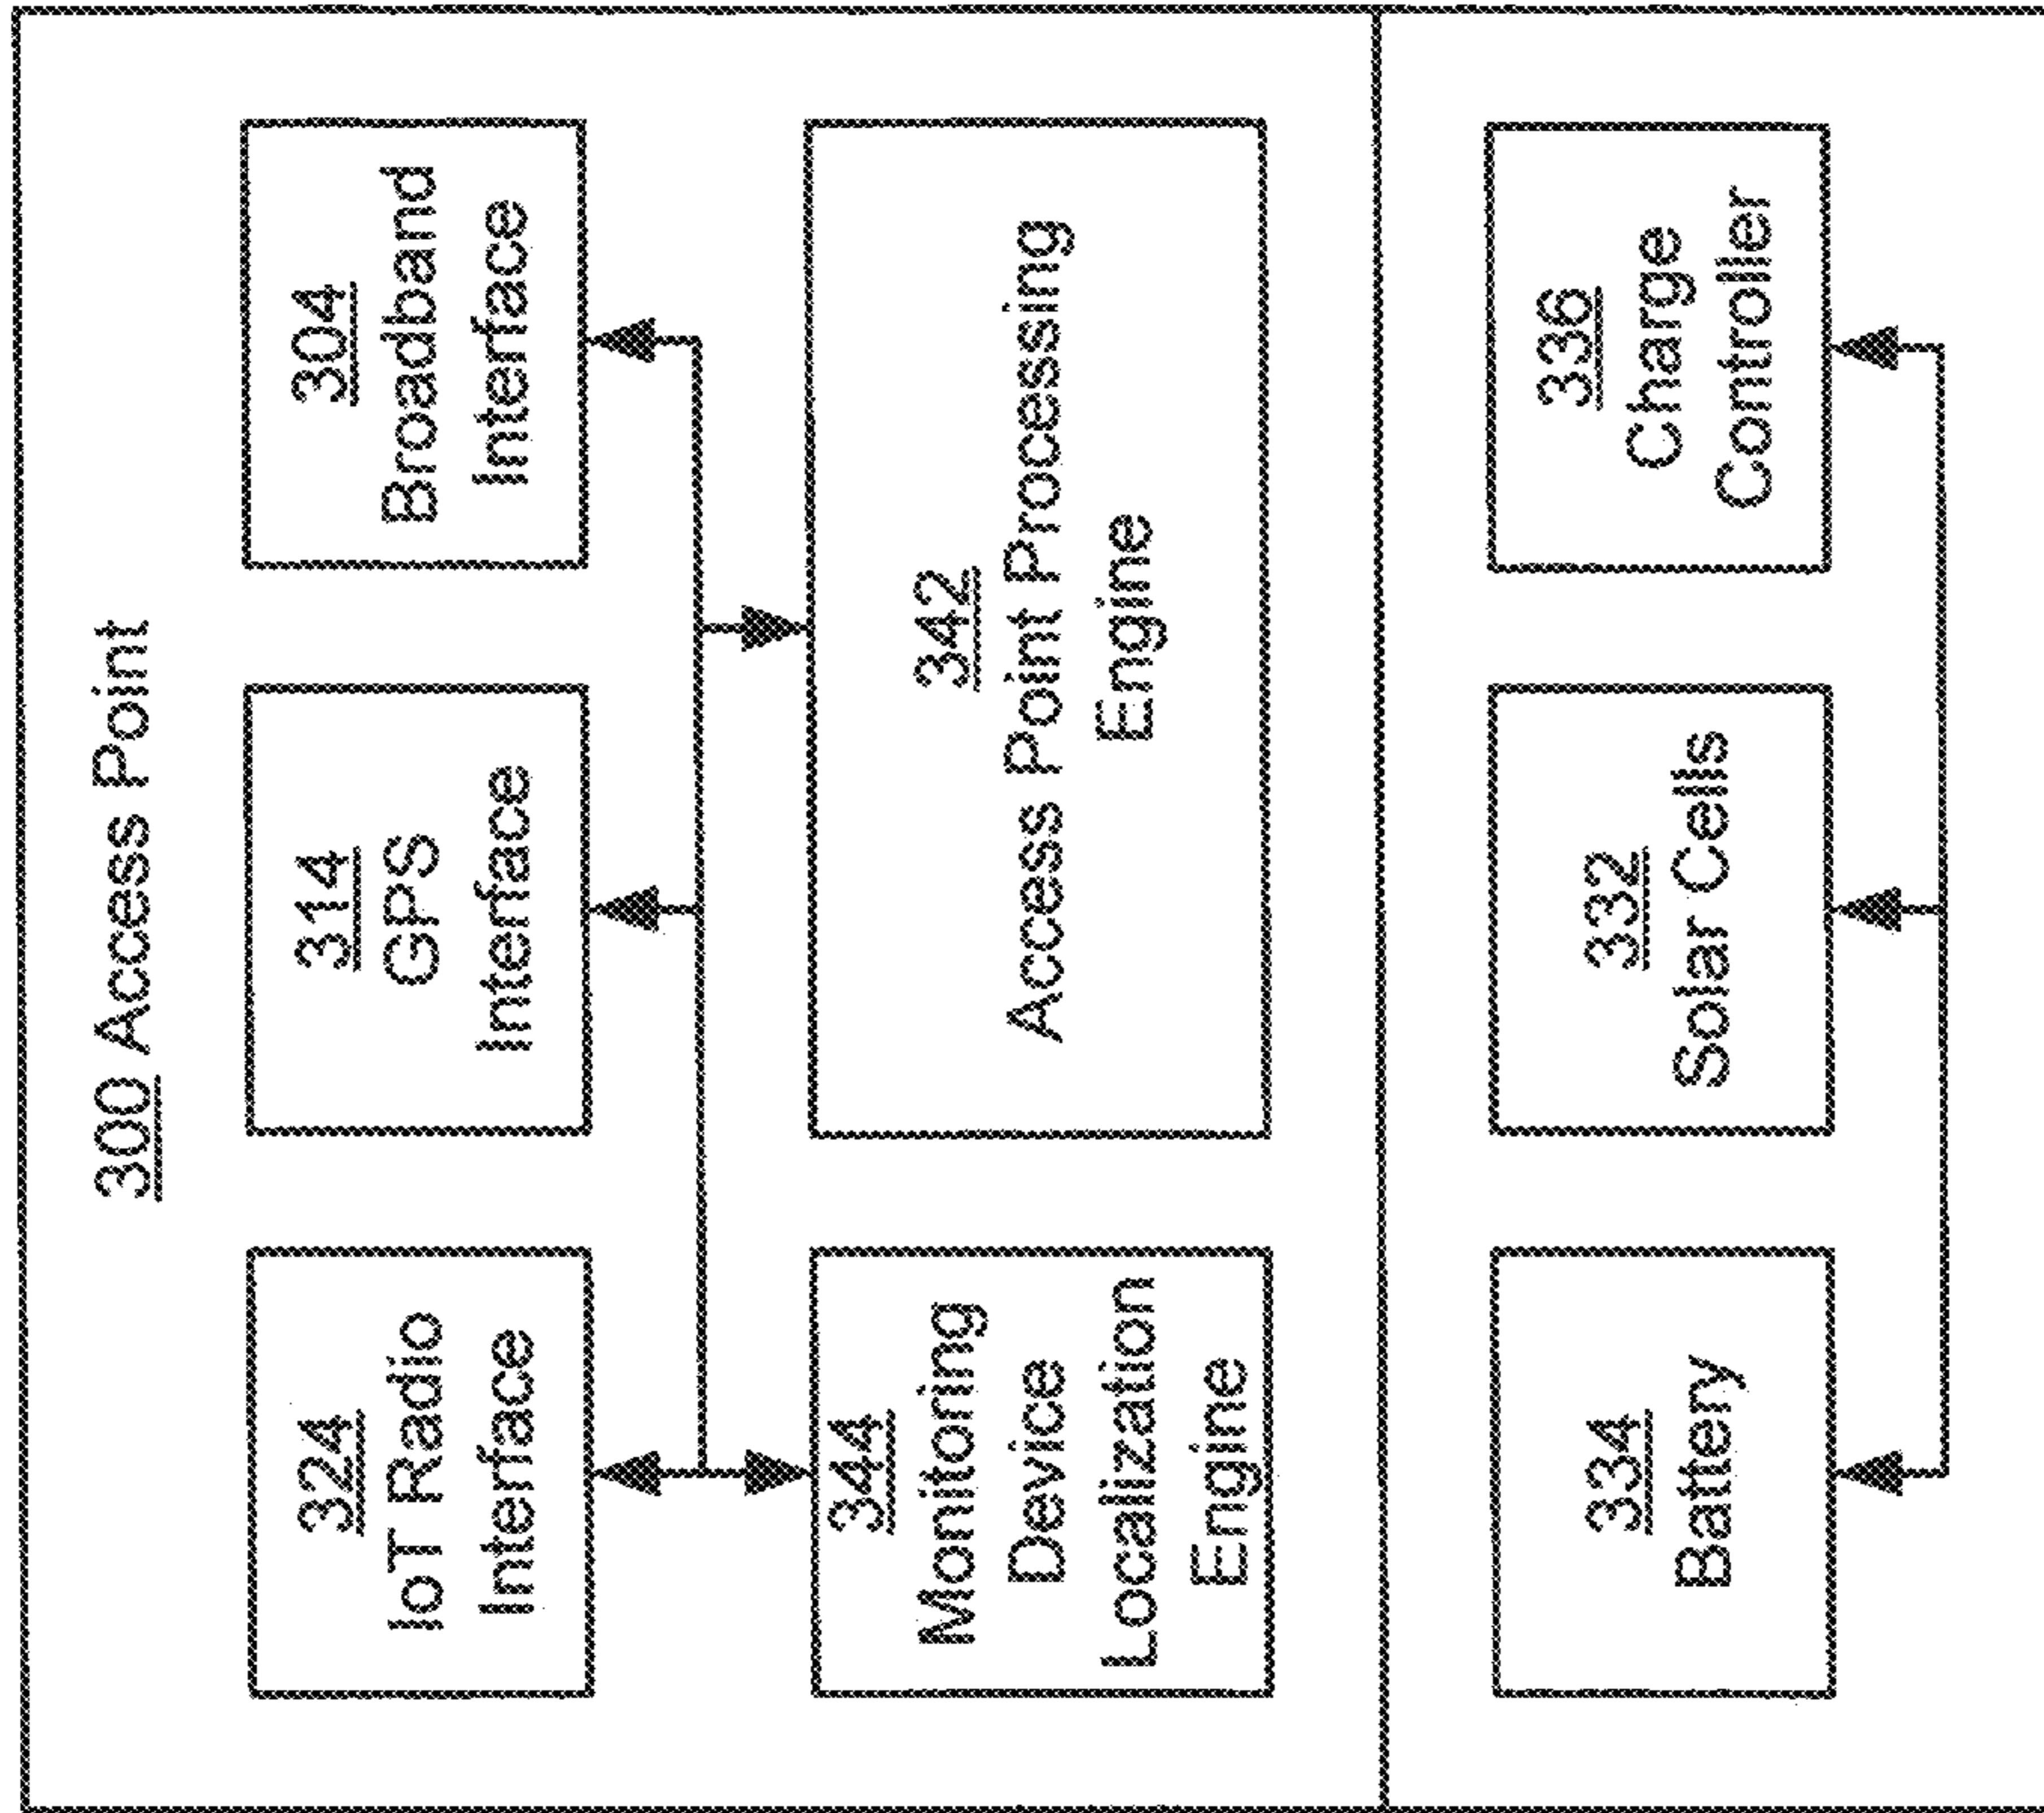 300 Access Point
324
IoT Radio
Interface
314
GPS
Interface
304
Broadband
Interface
344
Monitoring
Device
Localization
Engine
342
Access Point Processing
Engine
334
Battery
332
Solar Cells
336
Charge
Controller